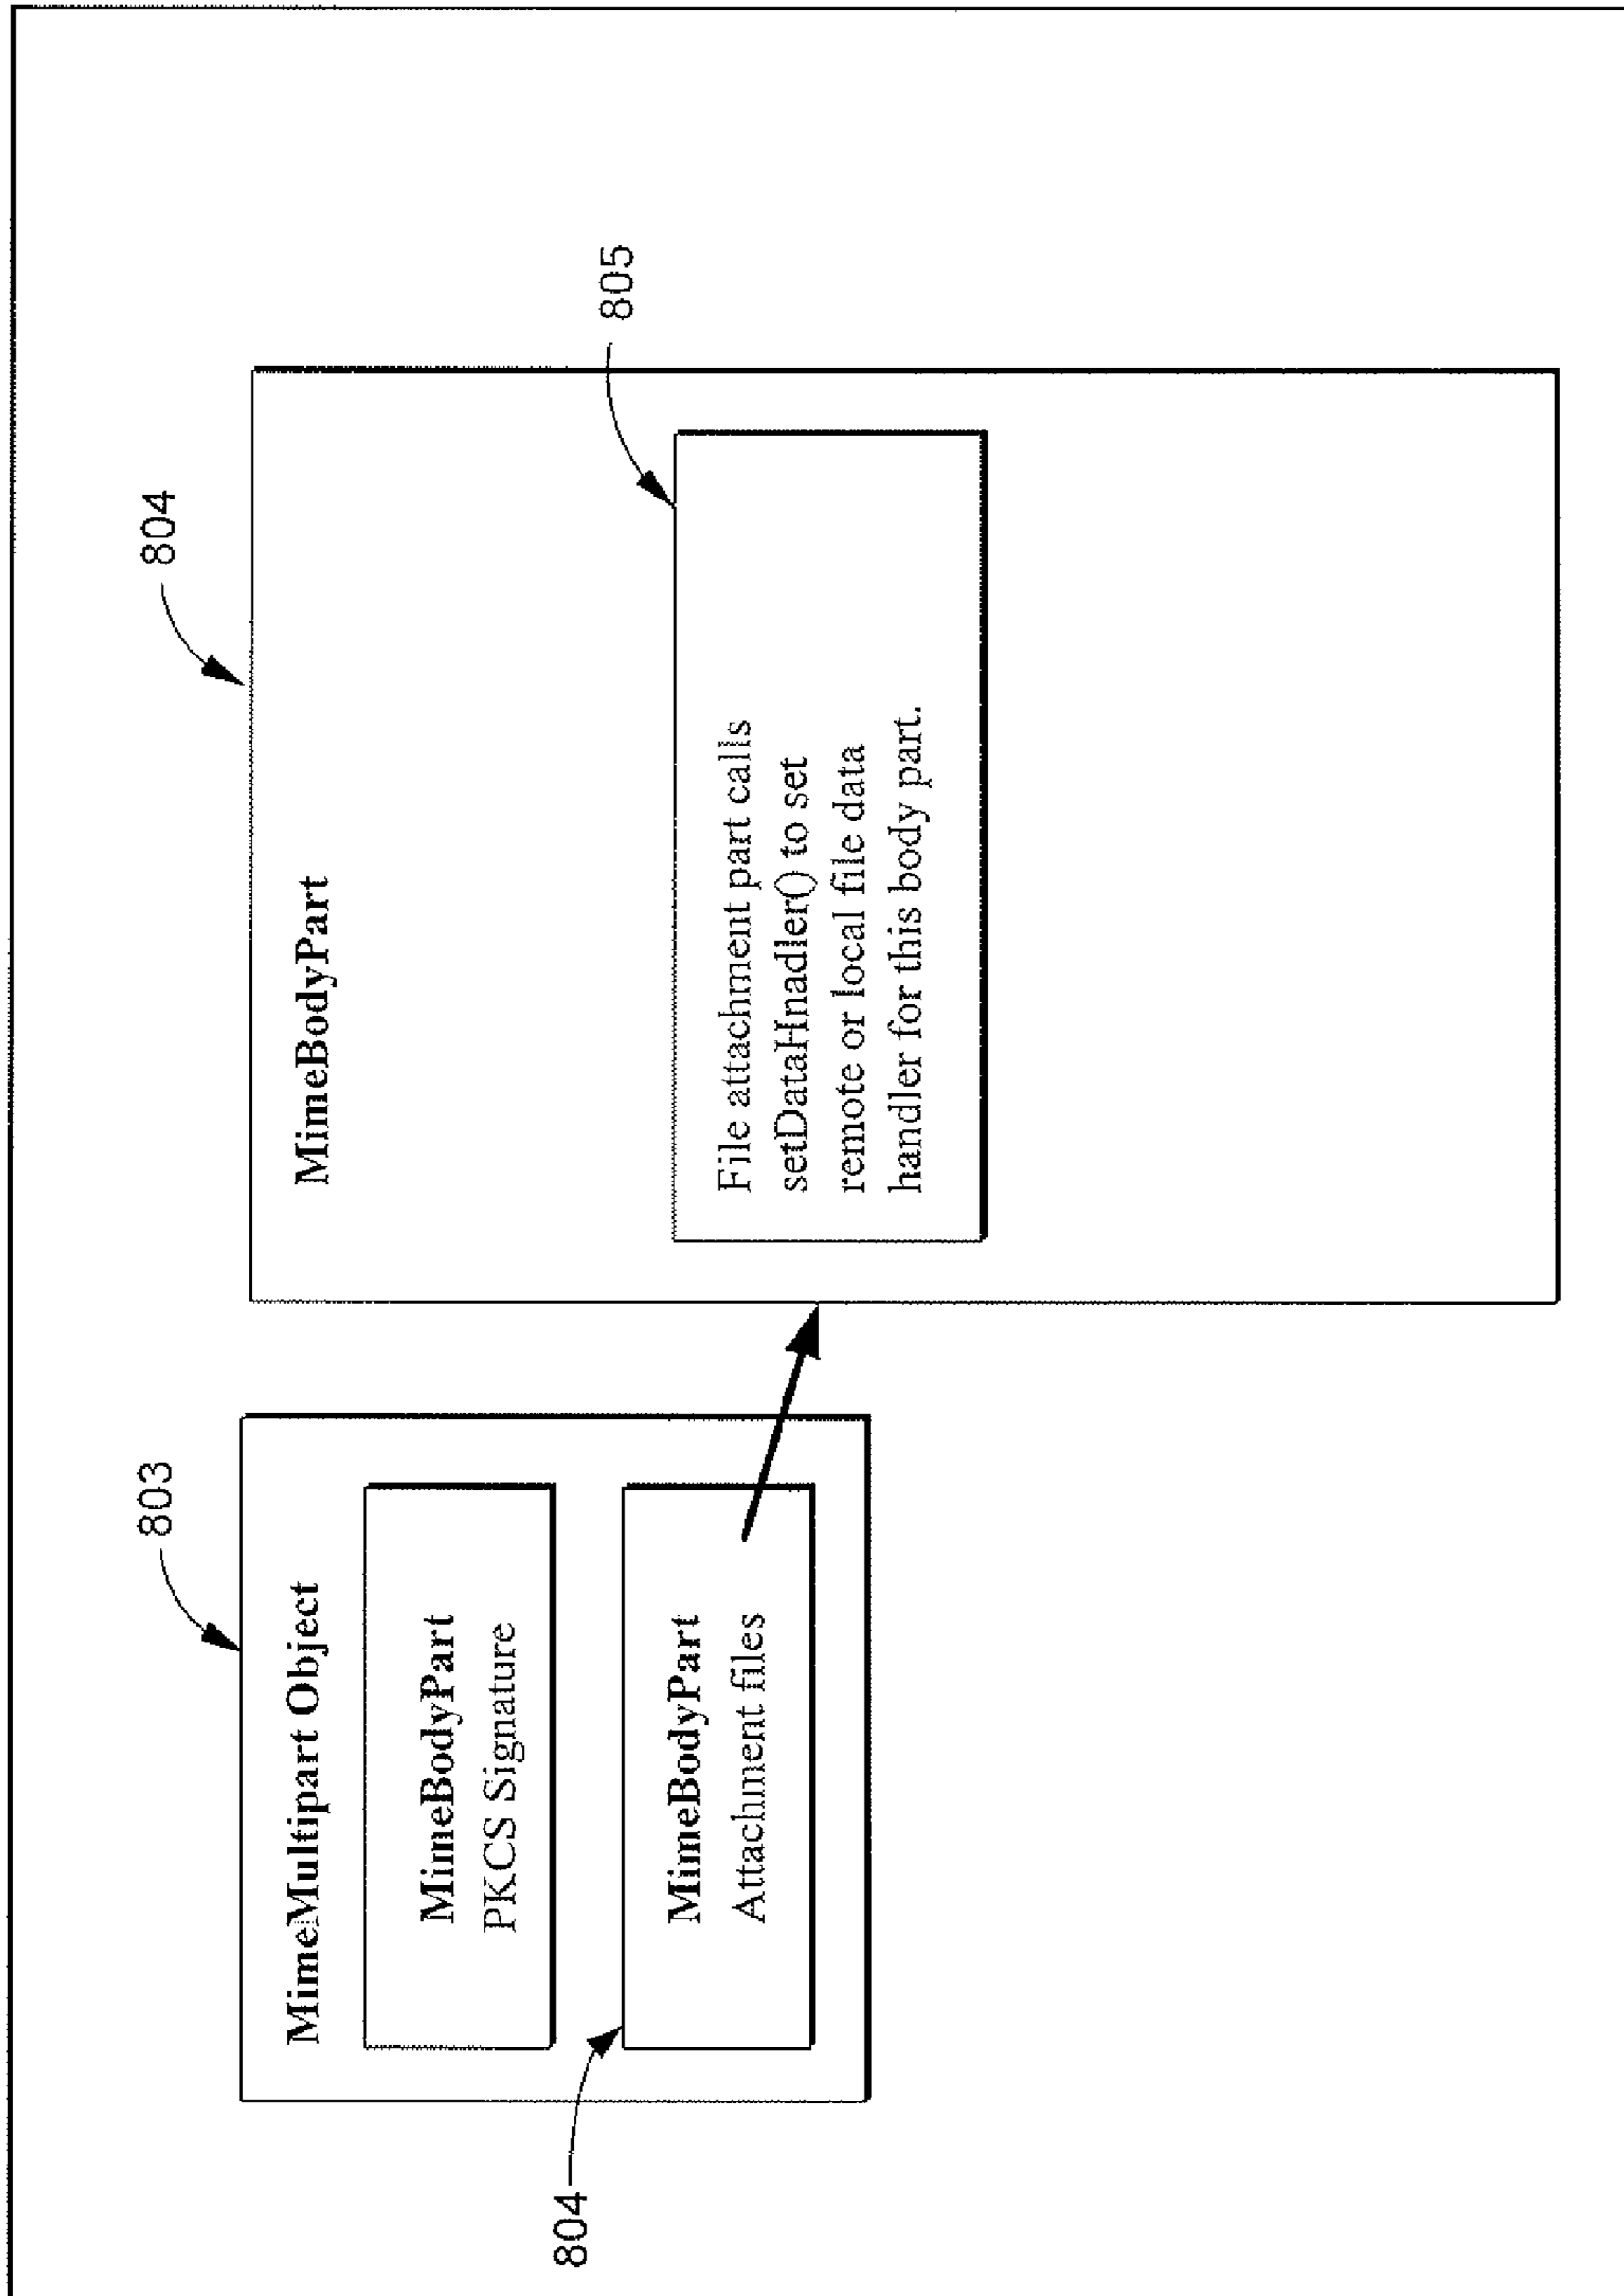 803
MimeMultipart Object
MimeBodyPart
PKCS Signature
804
MimeBodyPart
Attachment files
804
MimeBodyPart
805
File attachment part calls
setDataHnadler() to set
remote or local file data
handler for this body part.